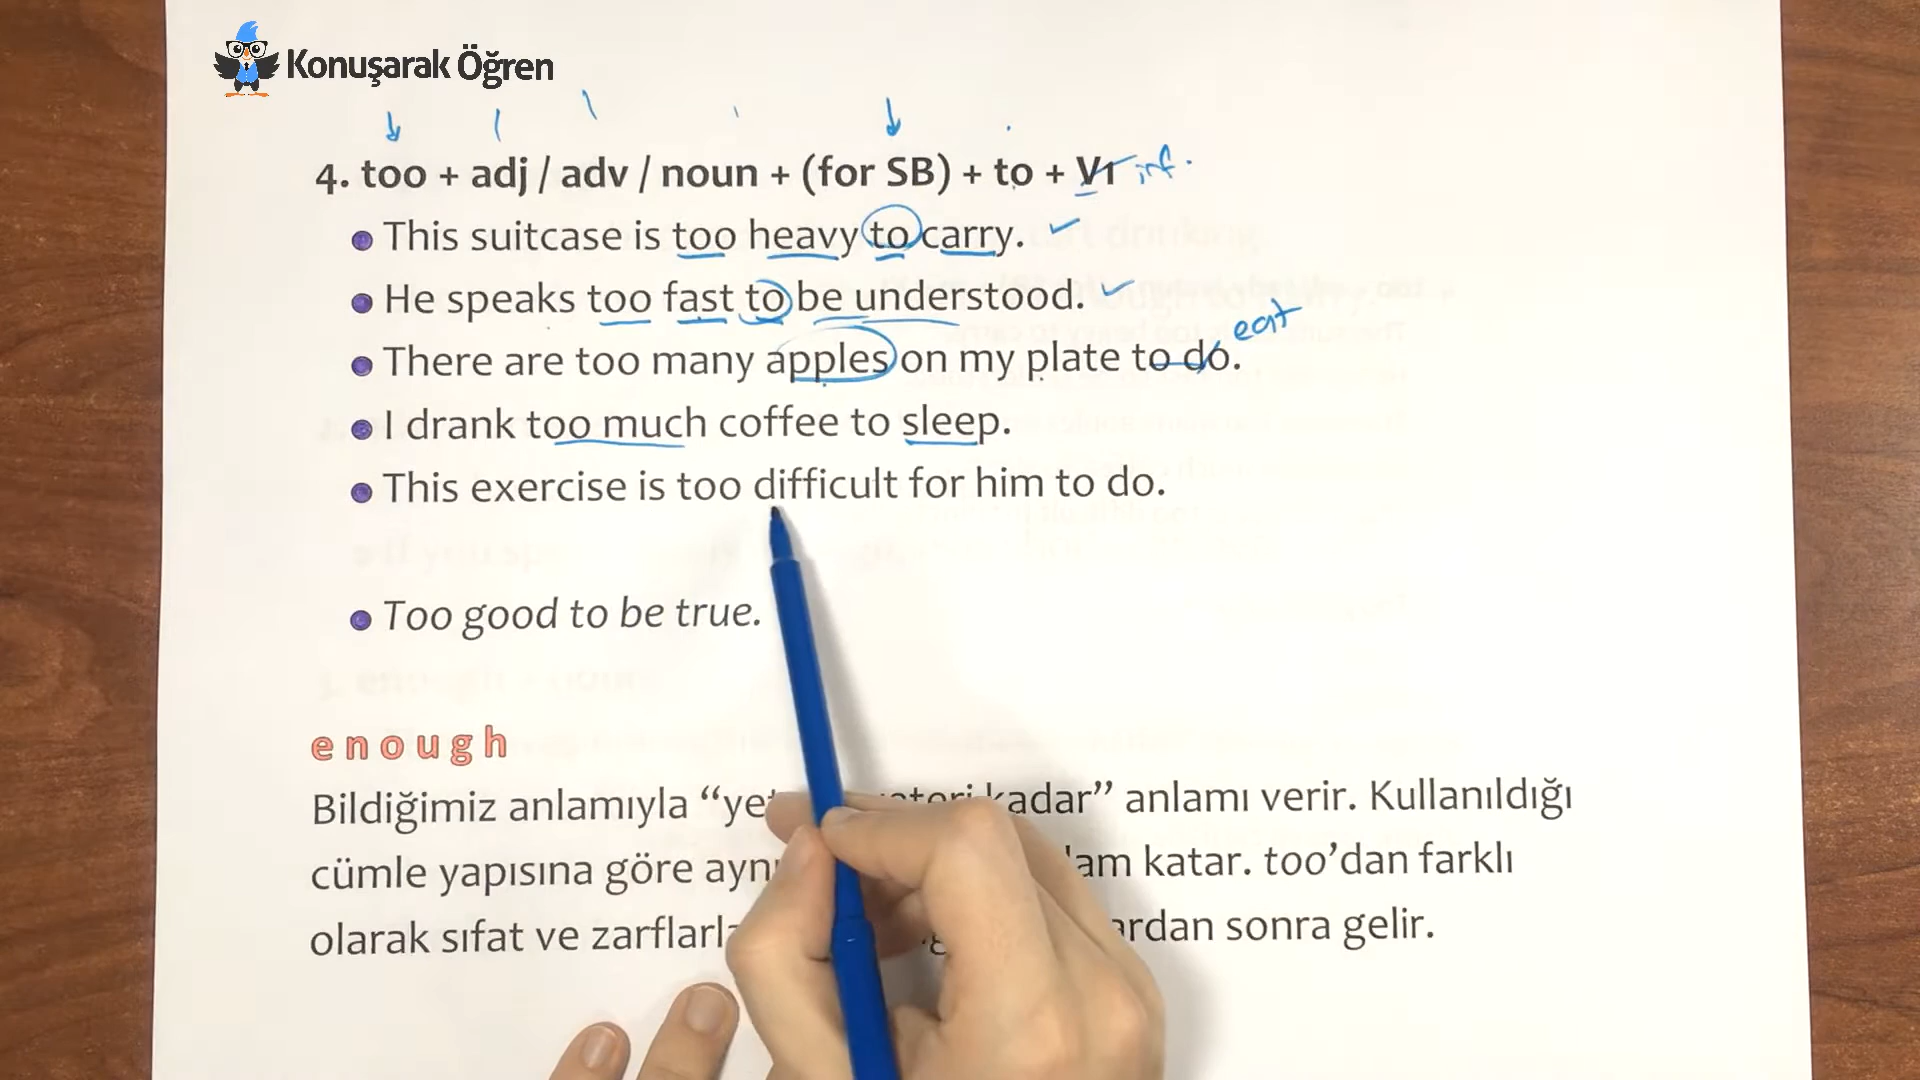 Konuşarak Öğren
4. too + adj / adv / noun + (for SB) + to + V1 inf.
This suitcase is too heavy to carry.
He speaks too fast to be understood.
eat
There are too many apples on my plate to do.
I drank too much coffee to sleep.
This exercise is too difficult for him to do.
Too good to be true.
enough
Bildiğimiz anlamıyla “ye kadar” anlamı verir. Kullanıldığı
cümle yapısına göre katar. too’dan farklı
olarak sıfat ve sonra gelir.